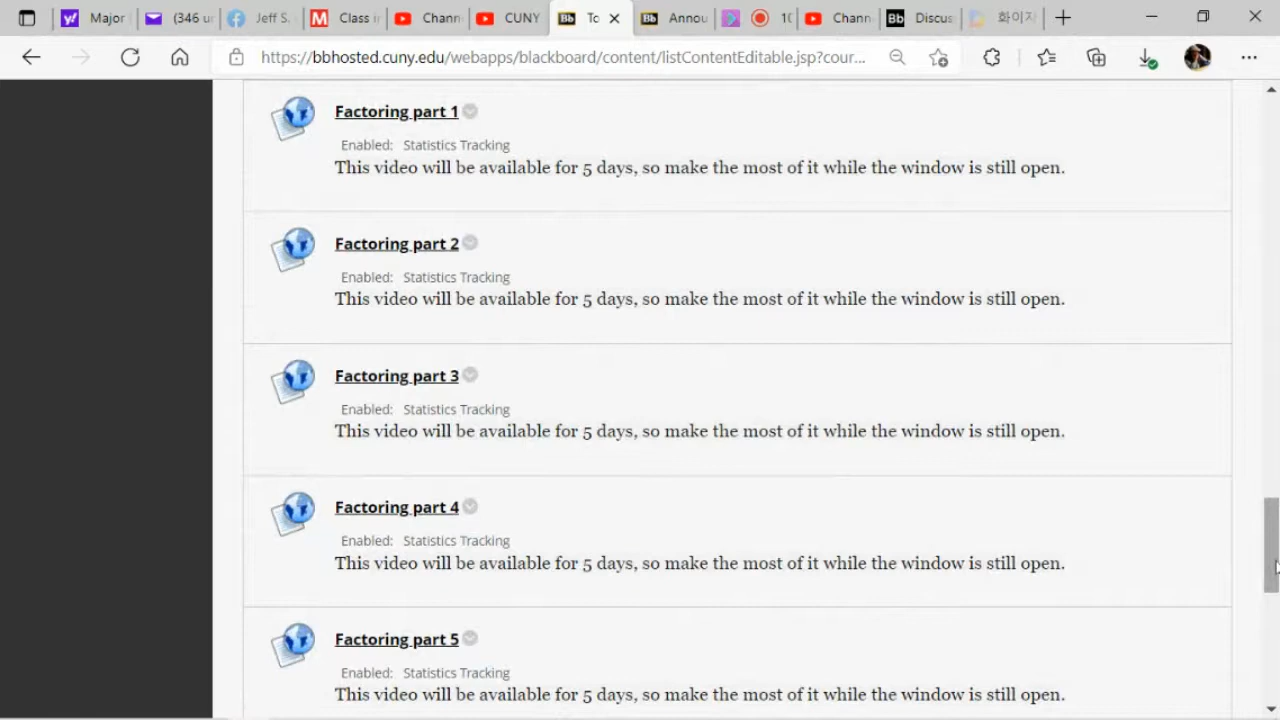 Major
(346 u
Jeff S.
Class i
Chann
CUNY
To
Annou
10
Chann
Discus
화이자
https://bbhosted.cuny.edu/webapps/blackboard/content/listContentEditable.jsp?cour...
Factoring part 1
Enabled: Statistics Tracking
This video will be available for 5 days, so make the most of it while the window is still open.
Factoring part 2
Enabled: Statistics Tracking
This video will be available for 5 days, so make the most of it while the window is still open.
Factoring part 3
Enabled: Statistics Tracking
This video will be available for 5 days, so make the most of it while the window is still open.
Factoring part 4
Enabled: Statistics Tracking
This video will be available for 5 days, so make the most of it while the window is still open.
Factoring part 5
Enabled: Statistics Tracking
This video will be available for 5 days, so make the most of it while the window is still open.